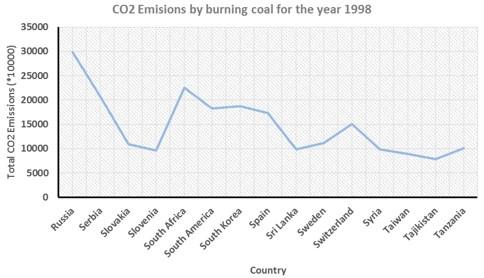 CO2 Emisions by burning coal for the year 1998
Total CO2 Emissions (*10000)
35000
30000
25000
20000
15000
10000
5000
0
Russia
Serbia
Slovakia
Slovenia
South Africa
South America
South Korea
Spain
Sri Lanka
Sweden
Switzerland
Syria
Taiwan
Tajikistan
Tanzania
Country